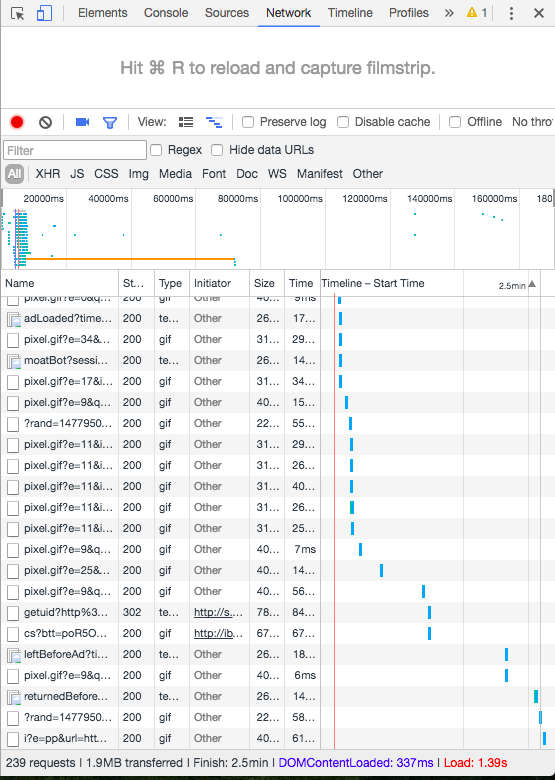 Elements Console Sources Network Timeline Profiles » 1
Hit ⌘ R to reload and capture filmstrip.
View: Preserve log Disable cache Offline No thro
Filter Regex Hide data URLs
All XHR JS CSS Img Media Font Doc WS Manifest Other
20000ms 40000ms 60000ms 80000ms 100000ms 120000ms 140000ms 160000ms 180
Name St... Type Initiator Size Time Timeline – Start Time 2.5min
pixel.gif?e=0&q... 200 gif Other 40... 9ms
adLoaded?time... 200 te... Other 26... 17...
pixel.gif?e=34&... 200 gif Other 31... 29...
moatBot?sessi... 200 te... Other 26... 14...
pixel.gif?e=17&i... 200 gif Other 31... 34...
pixel.gif?e=9&q... 200 gif Other 40... 15...
?rand=1477950... 200 gif Other 22... 55...
pixel.gif?e=11&i... 200 gif Other 31... 29...
pixel.gif?e=11&i... 200 gif Other 31... 26...
pixel.gif?e=11&i... 200 gif Other 31... 40...
pixel.gif?e=11&i... 200 gif Other 31... 26...
pixel.gif?e=11&i... 200 gif Other 31... 25...
pixel.gif?e=9&q... 200 gif Other 40... 7ms
pixel.gif?e=25&... 200 gif Other 40... 14...
pixel.gif?e=9&q... 200 gif Other 40... 56...
getuid?http%3... 302 te... http://s.... 78... 84...
cs?btt=poR5O... 200 gif http://ib... 67... 67...
leftBeforeAd?ti... 200 te... Other 26... 18...
pixel.gif?e=9&q... 200 gif Other 40... 6ms
returnedBefore... 200 te... Other 26... 14...
?rand=1477950... 200 gif Other 22... 58...
i?e=pp&url=htt... 200 gif Other 40... 61...
239 requests | 1.9MB transferred | Finish: 2.5min | DOMContentLoaded: 337ms | Load: 1.39s